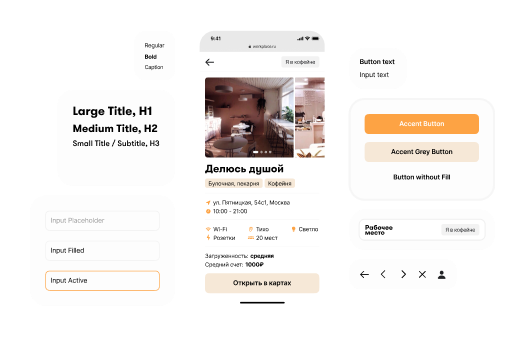 Regular
Bold
Caption
Large Title, H1
Medium Title, H2
Small Title / Subtitle, H3
Input Placeholder
Input Filled
Input Active
9:41
workplace.ru
Я в кофейне
Делюсь душой
Булочная, пекарня Кофейня
ул. Пятницкая, 54с1, Москва
10:00 - 21:00
Wi-Fi Тихо Светло
Розетки 20 мест
Загруженность: средняя
Средний счет: 1000₽
Открыть в картах
Button text
Input text
Accent Button
Accent Grey Button
Button without Fill
Рабочее
место
Я в кофейне